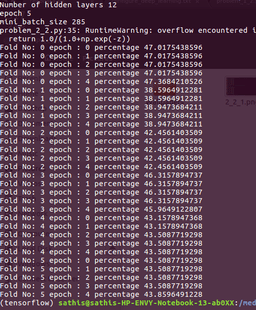 Number of hidden layers 12
epoch 5
mini_batch_size 285
problem_2_2.py:35: RuntimeWarning: overflow encountered i
return 1.0/(1.0+np.exp(-z))
Fold No: 0 epoch : 0 percentage 47.0175438596
Fold No: 0 epoch : 1 percentage 47.0175438596
Fold No: 0 epoch : 2 percentage 47.0175438596
Fold No: 0 epoch : 3 percentage 47.0175438596
Fold No: 0 epoch : 4 percentage 47.3684210526
Fold No: 1 epoch : 0 percentage 38.5964912281
Fold No: 1 epoch : 1 percentage 38.5964912281
Fold No: 1 epoch : 2 percentage 38.9473684211
Fold No: 1 epoch : 3 percentage 38.9473684211
Fold No: 1 epoch : 4 percentage 38.9473684211
Fold No: 2 epoch : 0 percentage 42.4561403509
Fold No: 2 epoch : 1 percentage 42.4561403509
Fold No: 2 epoch : 2 percentage 42.4561403509
Fold No: 2 epoch : 3 percentage 42.4561403509
Fold No: 2 epoch : 4 percentage 42.4561403509
Fold No: 3 epoch : 0 percentage 46.3157894737
Fold No: 3 epoch : 1 percentage 46.3157894737
Fold No: 3 epoch : 2 percentage 46.3157894737
Fold No: 3 epoch : 3 percentage 46.3157894737
Fold No: 3 epoch : 4 percentage 45.9649122807
Fold No: 4 epoch : 0 percentage 43.1578947368
Fold No: 4 epoch : 1 percentage 43.1578947368
Fold No: 4 epoch : 2 percentage 43.5087719298
Fold No: 4 epoch : 3 percentage 43.5087719298
Fold No: 4 epoch : 4 percentage 43.5087719298
Fold No: 5 epoch : 0 percentage 43.5087719298
Fold No: 5 epoch : 1 percentage 43.5087719298
Fold No: 5 epoch : 2 percentage 43.5087719298
Fold No: 5 epoch : 3 percentage 43.5087719298
Fold No: 5 epoch : 4 percentage 43.8596491228
(tensorflow) sathis@sathis-HP-ENVY-Notebook-13-ab0XX:/med